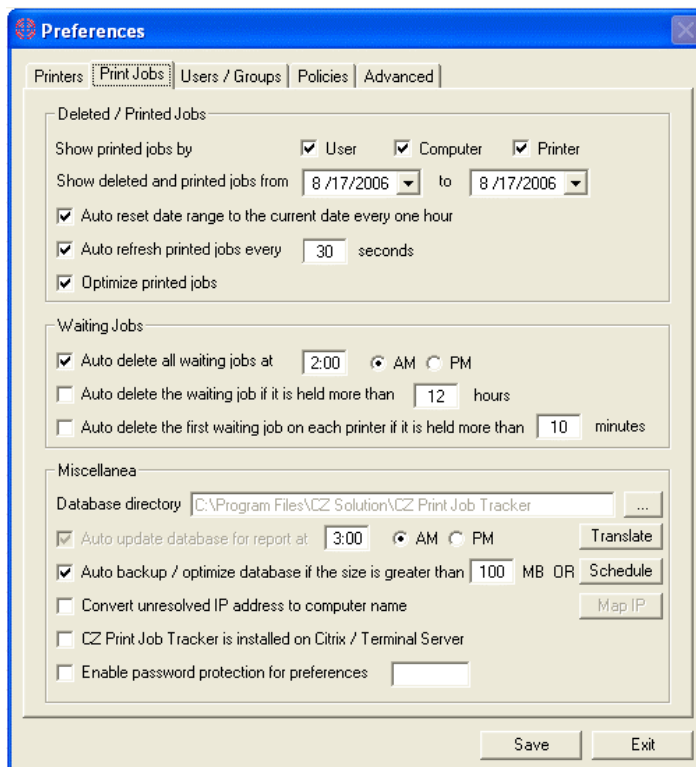 Preferences
Printers Print Jobs Users / Groups Policies Advanced
Deleted / Printed Jobs
Show printed jobs by User Computer Printer
Show deleted and printed jobs from 8 /17/2006 to 8 /17/2006
Auto reset date range to the current date every one hour
Auto refresh printed jobs every 30 seconds
Optimize printed jobs
Waiting Jobs
Auto delete all waiting jobs at 2:00 AM PM
Auto delete the waiting job if it is held more than 12 hours
Auto delete the first waiting job on each printer if it is held more than 10 minutes
Miscellanea
Database directory C:\Program Files\CZ Solution\CZ Print Job Tracker ...
Auto update database for report at 3:00 AM PM Translate
Auto backup / optimize database if the size is greater than 100 MB OR Schedule
Convert unresolved IP address to computer name Map IP
CZ Print Job Tracker is installed on Citrix / Terminal Server
Enable password protection for preferences
Save Exit